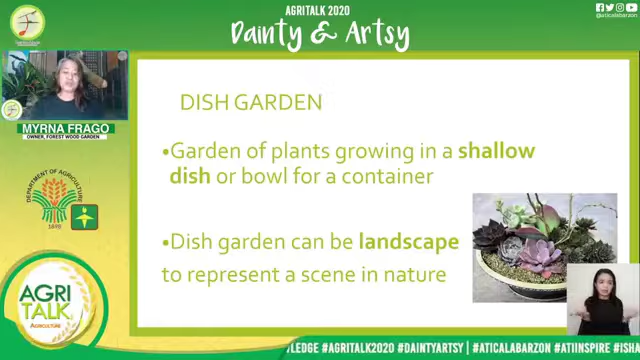 AGRITALK 2020
Dainty & Artsy
@aticalabarzon
MYRNA FRAGO
OWNER, FOREST WOOD GARDEN
DISH GARDEN
•Garden of plants growing in a shallow
dish or bowl for a container
•Dish garden can be landscape
to represent a scene in nature
DEPARTMENT OF AGRICULTURE
1898
AGRI
TALK
AGRICULTURE
LEDGE #AGRITALK2020 #DAINTYARTSY | #ATICALABARZON #ATIINSPIRE #ISHA